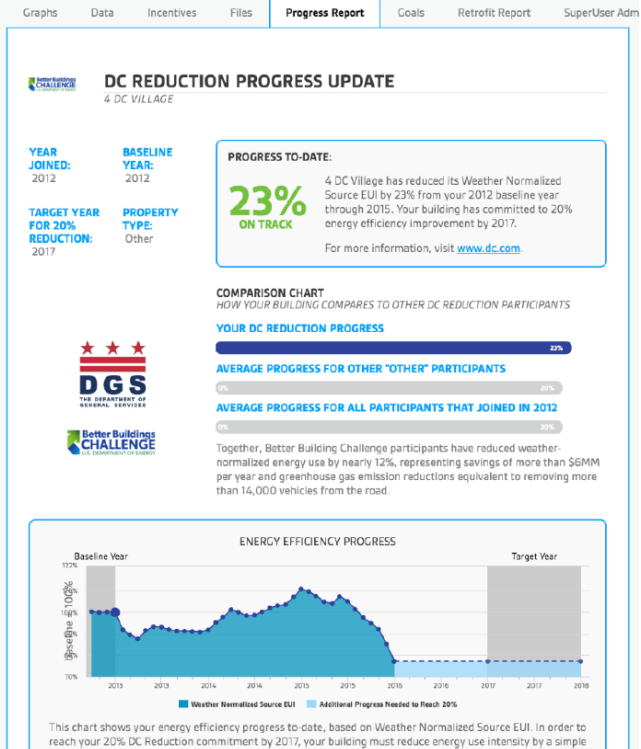 Graphs Data Incentives Files Progress Report Goals Retrofit Report SuperUser Adm
Better Buildings
CHALLENGE
U.S. DEPARTMENT OF ENERGY
DC REDUCTION PROGRESS UPDATE
4 DC VILLAGE
YEAR JOINED:
2012
BASELINE YEAR:
2012
TARGET YEAR FOR 20% REDUCTION:
2017
PROPERTY TYPE:
Other
PROGRESS TO-DATE:
23%
ON TRACK
4 DC Village has reduced its Weather Normalized
Source EUI by 23% from your 2012 baseline year
through 2015. Your building has committed to 20%
energy efficiency improvement by 2017.
For more information, visit www.dc.com.
COMPARISON CHART
HOW YOUR BUILDING COMPARES TO OTHER DC REDUCTION PARTICIPANTS
YOUR DC REDUCTION PROGRESS
23%
AVERAGE PROGRESS FOR OTHER "OTHER" PARTICIPANTS
0% 20%
AVERAGE PROGRESS FOR ALL PARTICIPANTS THAT JOINED IN 2012
0% 20%
Together, Better Building Challenge participants have reduced weather-
normalized energy use by nearly 12%, representing savings of more than $6MM
per year and greenhouse gas emission reductions equivalent to removing more
than 14,000 vehicles from the road.
DGS
THE DEPARTMENT OF
GENERAL SERVICES
Better Buildings
CHALLENGE
U.S. DEPARTMENT OF ENERGY
ENERGY EFFICIENCY PROGRESS
Baseline Year Target Year
122%
100%
70%
Baseline = 100%
2013 2013 2014 2014 2015 2015 2016 2016 2017 2017 2018
Weather Normalized Source EUI Additional Progress Needed to Reach 20%
This chart shows your energy efficiency progress to-date, based on Weather Normalized Source EUI. In order to
reach your 20% DC Reduction commitment by 2017, your building must reduce energy use intensity by a simple